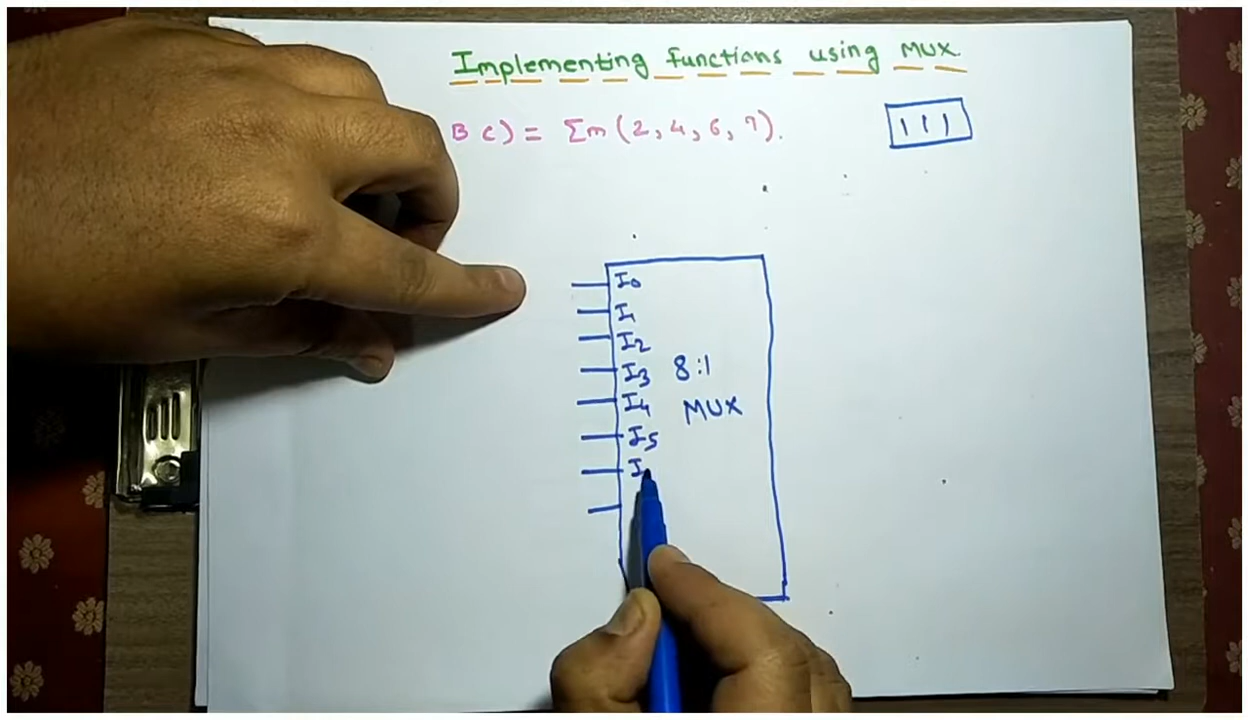 Implementing functions using MUX.
B C) = Σm (2, 4, 6, 7).
111
I0
I1
I2
I3
8:1
I4
MUX
I5
I